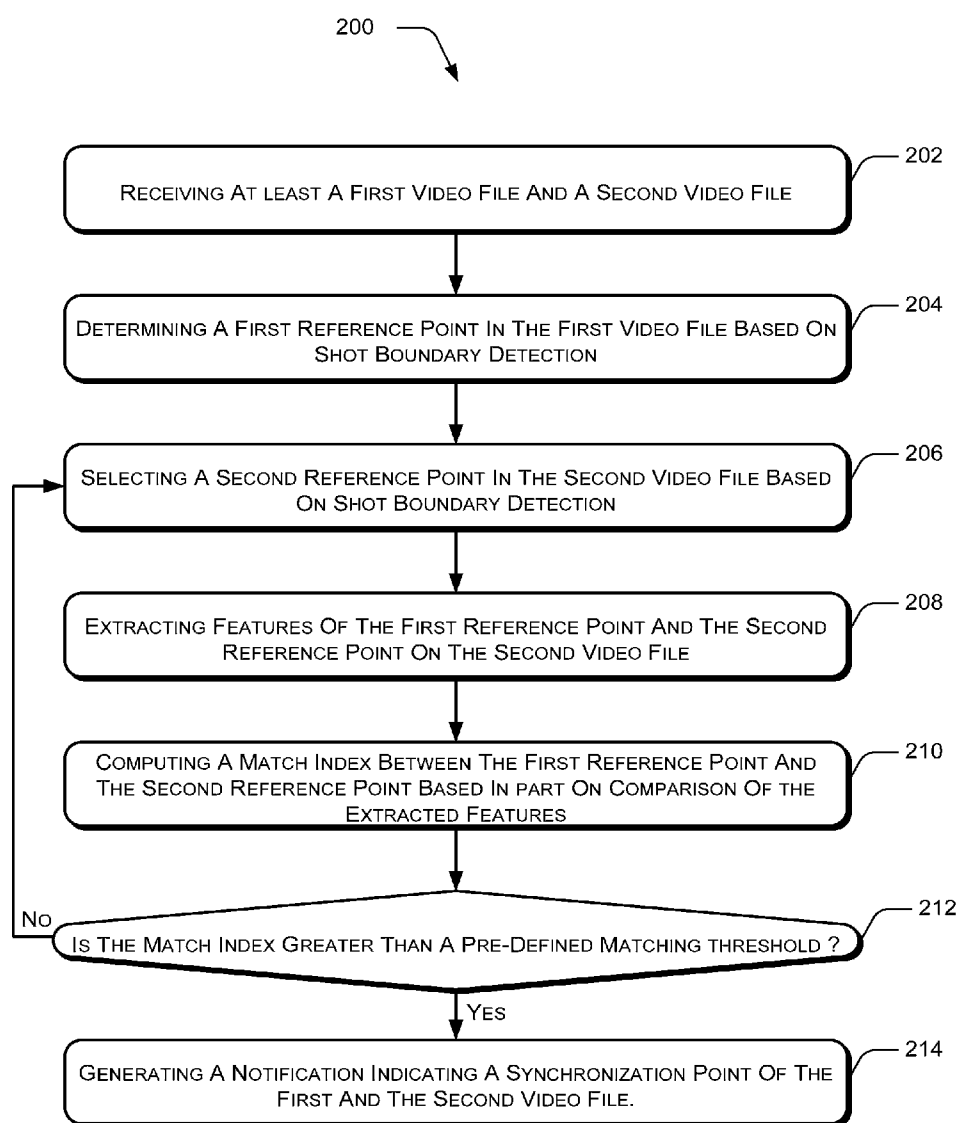 200
202
RECEIVING AT LEAST A FIRST VIDEO FILE AND A SECOND VIDEO FILE
204
DETERMINING A FIRST REFERENCE POINT IN THE FIRST VIDEO FILE BASED ON
SHOT BOUNDARY DETECTION
206
SELECTING A SECOND REFERENCE POINT IN THE SECOND VIDEO FILE BASED
ON SHOT BOUNDARY DETECTION
208
EXTRACTING FEATURES OF THE FIRST REFERENCE POINT AND THE SECOND
REFERENCE POINT ON THE SECOND VIDEO FILE
210
COMPUTING A MATCH INDEX BETWEEN THE FIRST REFERENCE POINT AND
THE SECOND REFERENCE POINT BASED IN PART ON COMPARISON OF THE
EXTRACTED FEATURES
212
NO
IS THE MATCH INDEX GREATER THAN A PRE-DEFINED MATCHING THRESHOLD ?
YES
214
GENERATING A NOTIFICATION INDICATING A SYNCHRONIZATION POINT OF THE
FIRST AND THE SECOND VIDEO FILE.